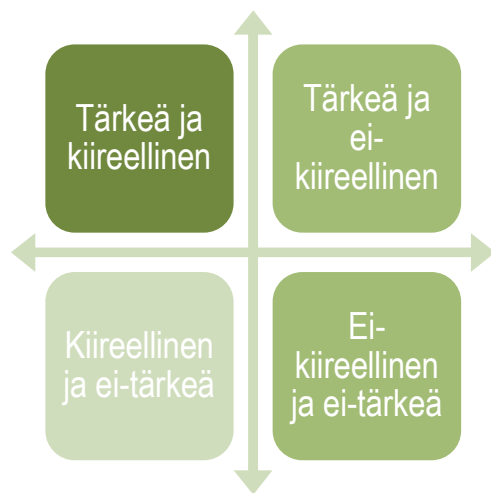 Tärkeä ja
kiireellinen
Tärkeä ja
ei-
kiireellinen
Kiireellinen
ja ei-tärkeä
Ei-
kiireellinen
ja ei-tärkeä